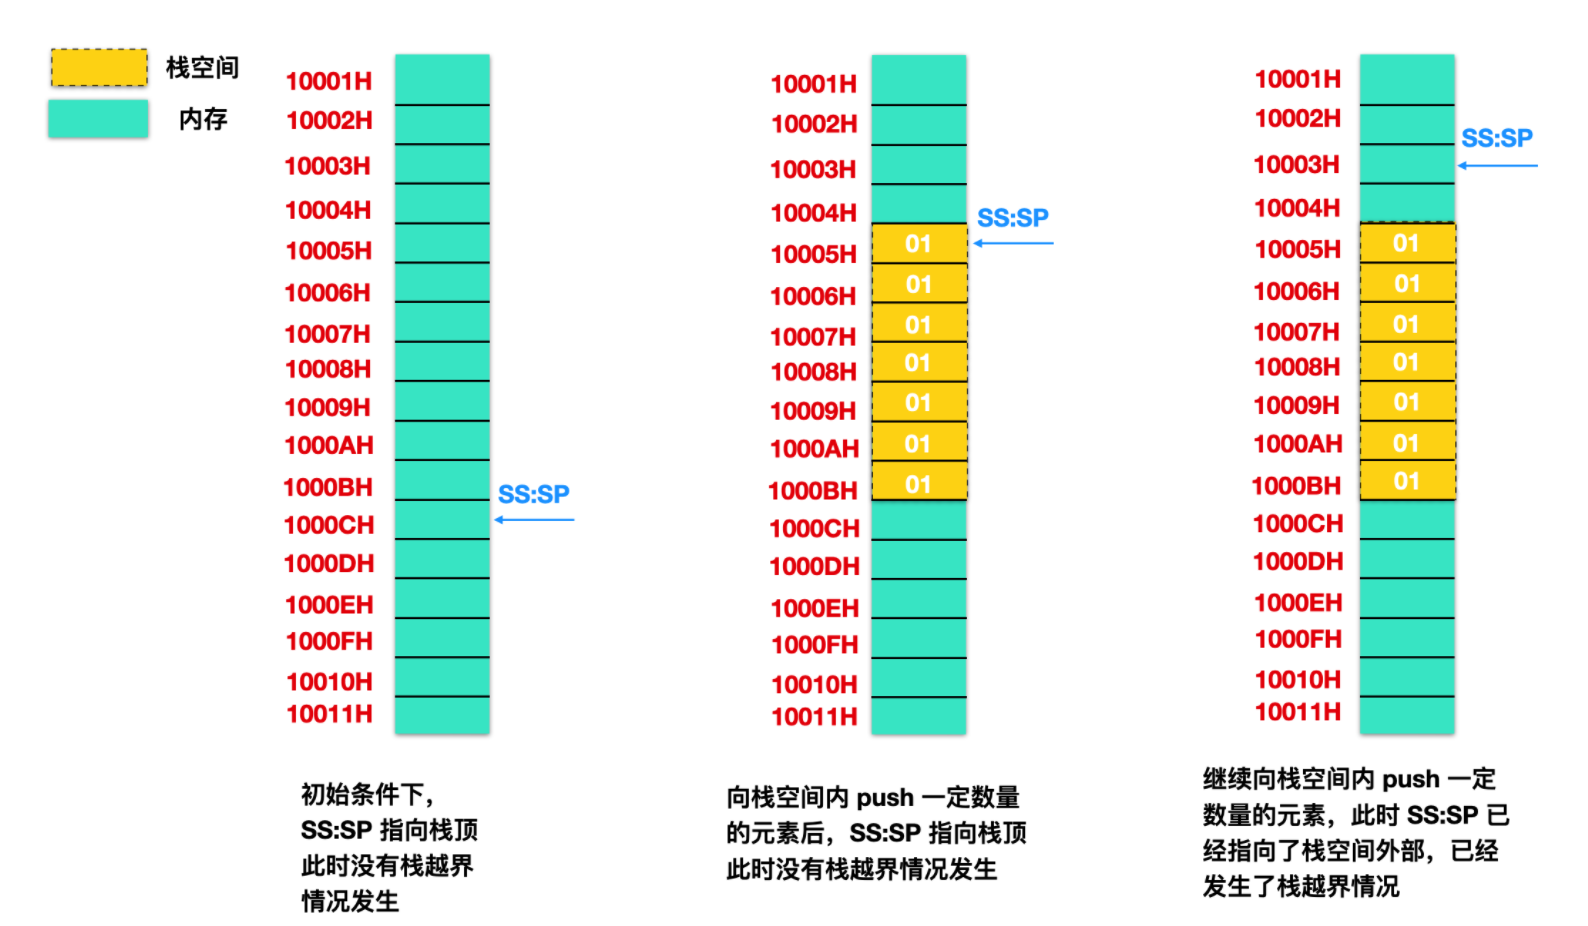 栈空间
内存
10001H
10002H
10003H
10004H
10005H
10006H
10007H
10008H
10009H
1000AH
1000BH
1000CH
1000DH
1000EH
1000FH
10010H
10011H
SS:SP
初始条件下，
SS:SP 指向栈顶
此时没有栈越界
情况发生
10001H
10002H
10003H
10004H
10005H
10006H
10007H
10008H
10009H
1000AH
1000BH
1000CH
1000DH
1000EH
1000FH
10010H
10011H
01
01
01
01
01
01
01
SS:SP
向栈空间内 push 一定数量
的元素后，SS:SP 指向栈顶
此时没有栈越界情况发生
10001H
10002H
10003H
10004H
10005H
10006H
10007H
10008H
10009H
1000AH
1000BH
1000CH
1000DH
1000EH
1000FH
10010H
10011H
01
01
01
01
01
01
01
SS:SP
继续向栈空间内 push 一定
数量的元素，此时 SS:SP 已
经指向了栈空间外部，已经
发生了栈越界情况